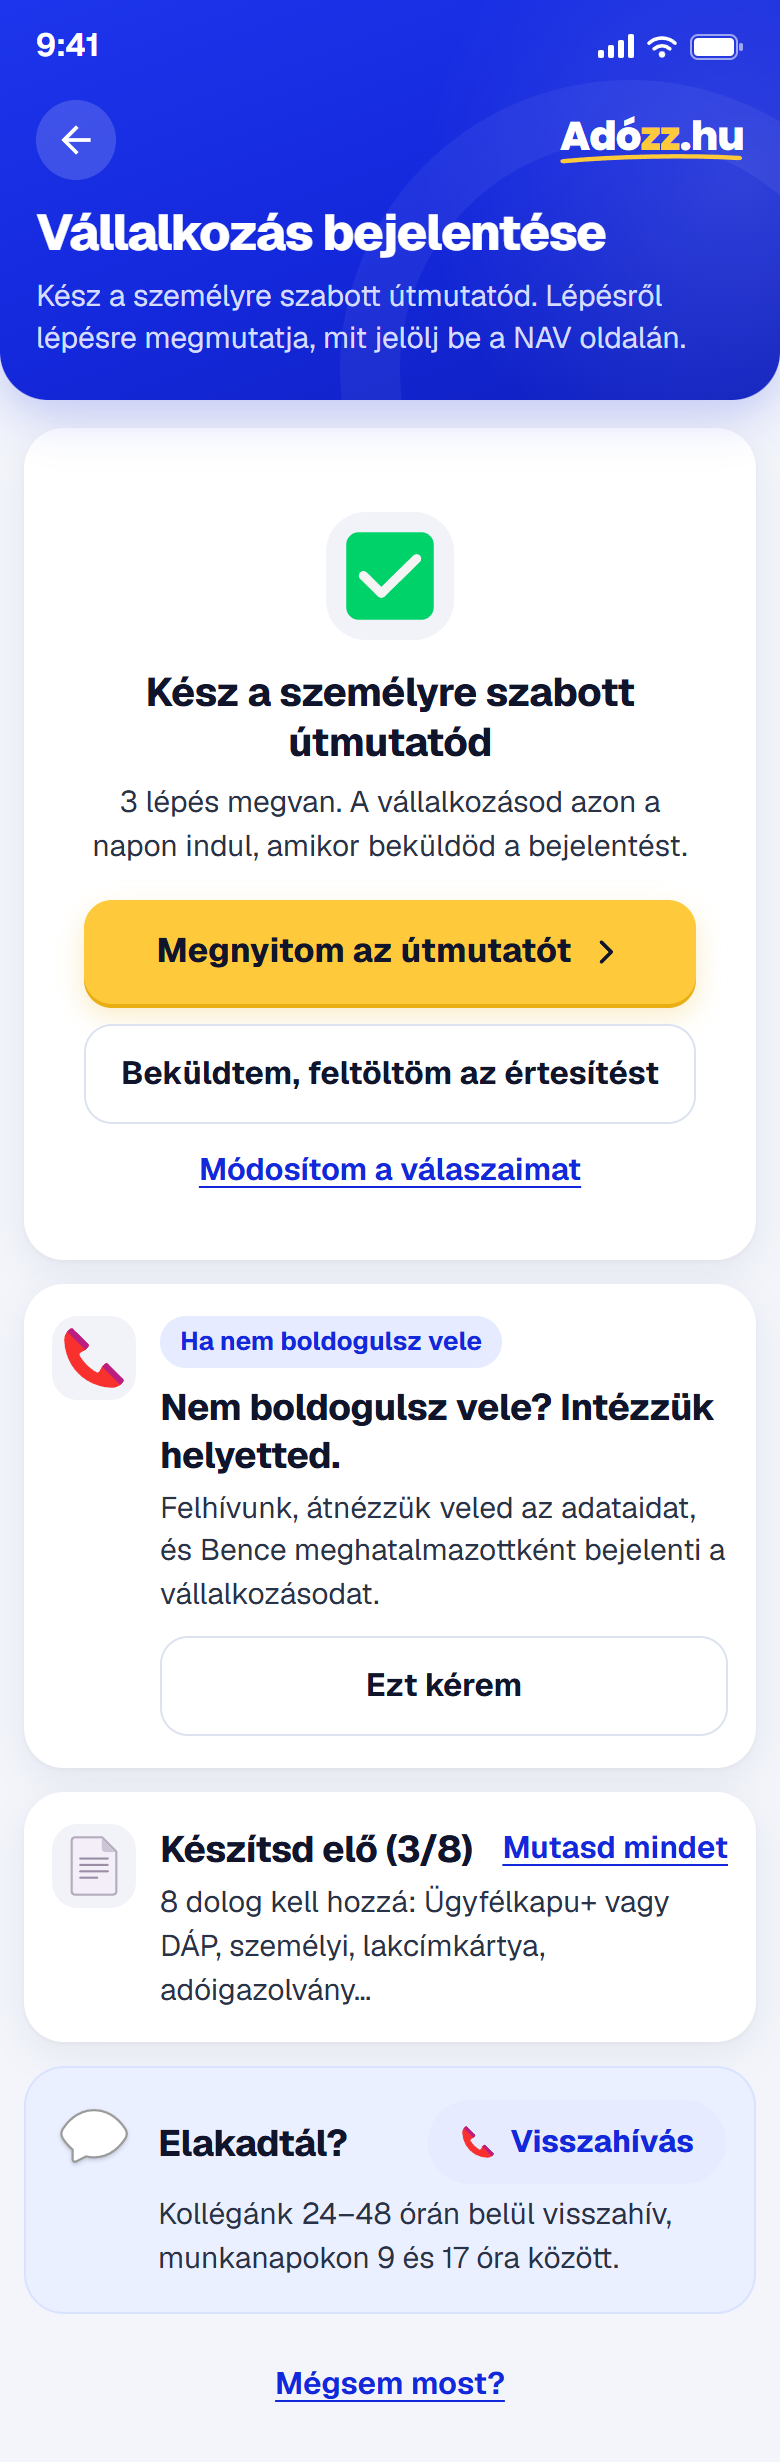 9:41
Adózz.hu
Vállalkozás bejelentése
Kész a személyre szabott útmutatód. Lépésről
lépésre megmutatja, mit jelölj be a NAV oldalán.
Kész a személyre szabott
útmutatód
3 lépés megvan. A vállalkozásod azon a
napon indul, amikor beküldöd a bejelentést.
Megnyitom az útmutatót
Beküldtem, feltöltöm az értesítést
Módosítom a válaszaimat
Ha nem boldogulsz vele
Nem boldogulsz vele? Intézzük
helyetted.
Felhívunk, átnézzük veled az adataidat,
és Bence meghatalmazottként bejelenti a
vállalkozásodat.
Ezt kérem
Készítsd elő (3/8) Mutasd mindet
8 dolog kell hozzá: Ügyfélkapu+ vagy
DÁP, személyi, lakcímkártya,
adóigazolvány…
Elakadtál? Visszahívás
Kollégánk 24–48 órán belül visszahív,
munkanapokon 9 és 17 óra között.
Mégsem most?